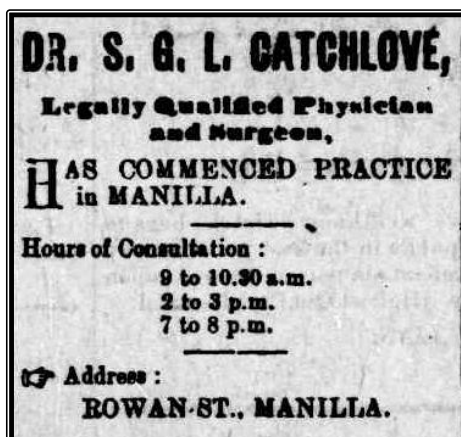 DR. S. G. L. CATCHLOVE,
Legally Qualified Physician
and Surgeon,
HAS COMMENCED PRACTICE
in MANILLA.
Hours of Consultation :
9 to 10.30 a.m.
2 to 3 p.m.
7 to 8 p.m.
☞ Address :
ROWAN-ST., MANILLA.